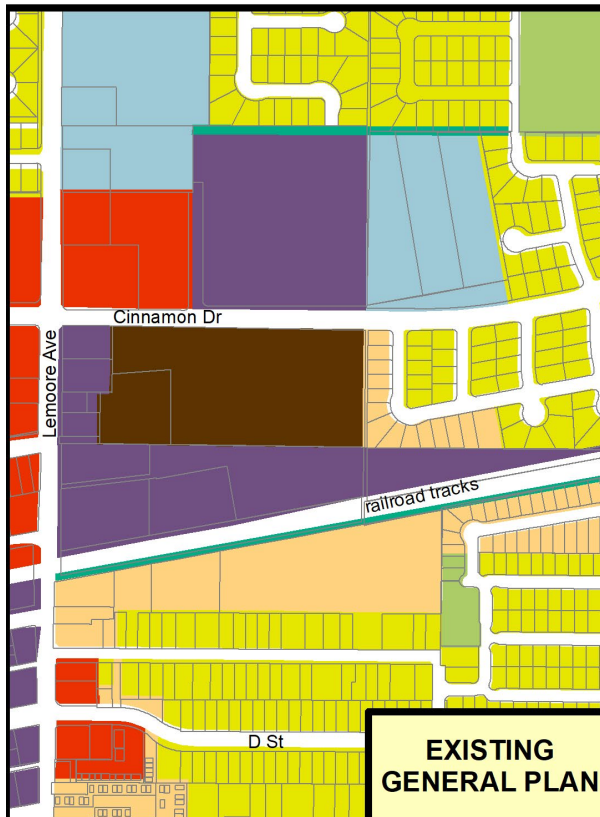 Cinnamon Dr
Lemoore Ave
railroad tracks
D St
EXISTING
GENERAL PLAN